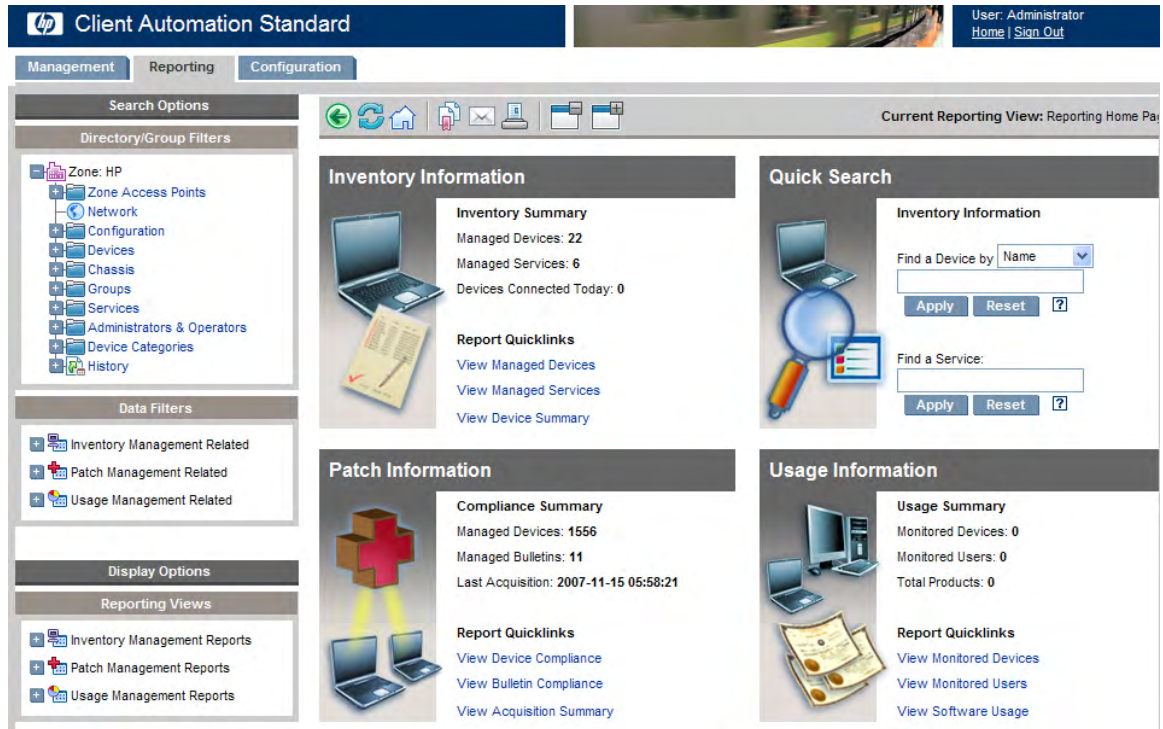 hp Client Automation Standard
User: Administrator
Home | Sign Out
Management Reporting Configuration
Search Options
Directory/Group Filters
Zone: HP
Zone Access Points
Network
Configuration
Devices
Chassis
Groups
Services
Administrators & Operators
Device Categories
History
Data Filters
Inventory Management Related
Patch Management Related
Usage Management Related
Display Options
Reporting Views
Inventory Management Reports
Patch Management Reports
Usage Management Reports
Current Reporting View: Reporting Home Pa
Inventory Information
Inventory Summary
Managed Devices: 22
Managed Services: 6
Devices Connected Today: 0
Report Quicklinks
View Managed Devices
View Managed Services
View Device Summary
Quick Search
Inventory Information
Find a Device by Name
Apply Reset ?
Find a Service:
Apply Reset ?
Patch Information
Compliance Summary
Managed Devices: 1556
Managed Bulletins: 11
Last Acquisition: 2007-11-15 05:58:21
Report Quicklinks
View Device Compliance
View Bulletin Compliance
View Acquisition Summary
Usage Information
Usage Summary
Monitored Devices: 0
Monitored Users: 0
Total Products: 0
Report Quicklinks
View Monitored Devices
View Monitored Users
View Software Usage